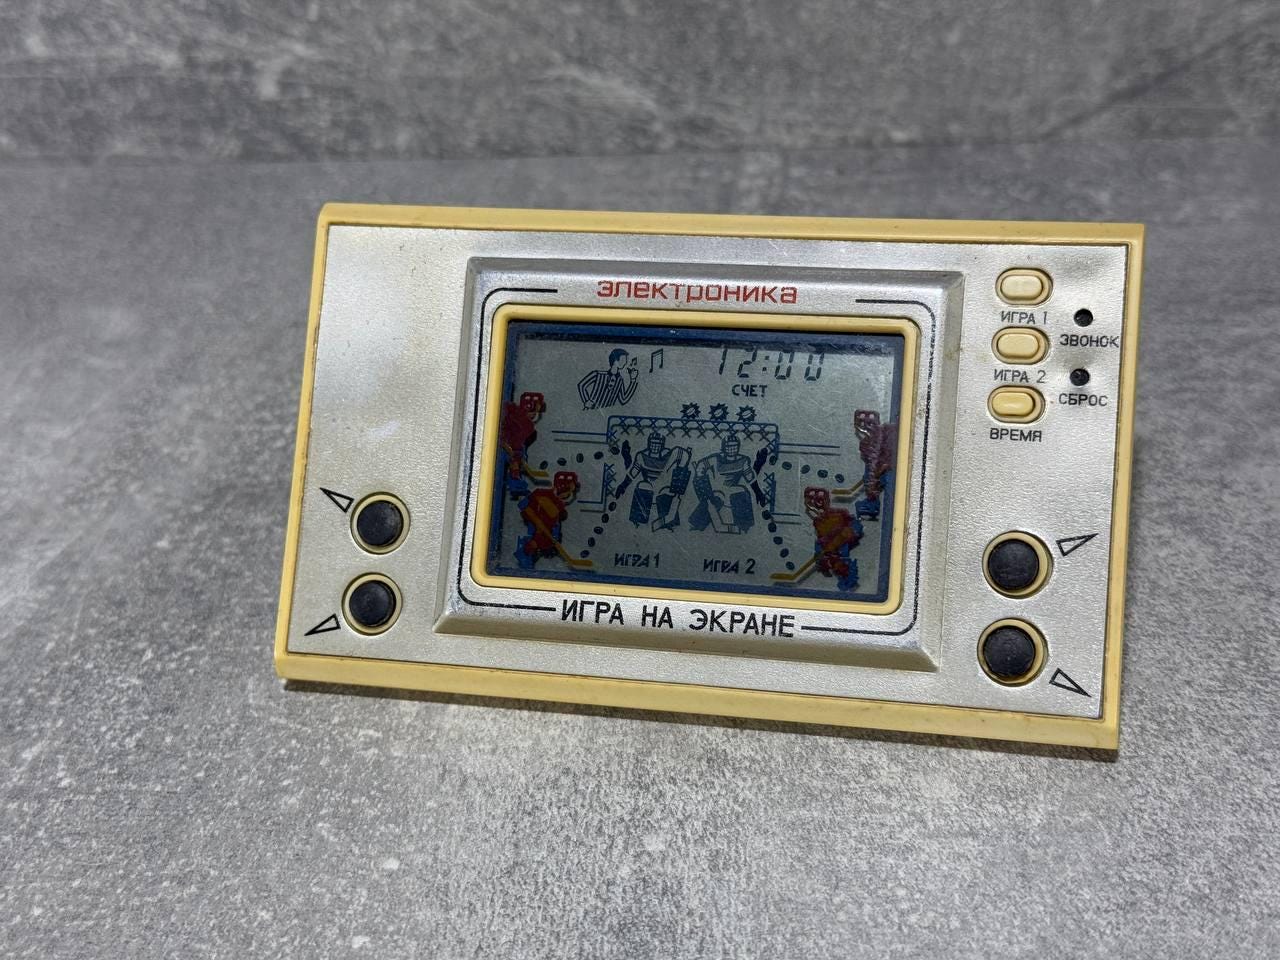 электроника
12:00
СЧЕТ
ИГРА 1
ИГРА 2
ИГРА НА ЭКРАНЕ
ИГРА 1
ЗВОНОК
ИГРА 2
СБРОС
ВРЕМЯ